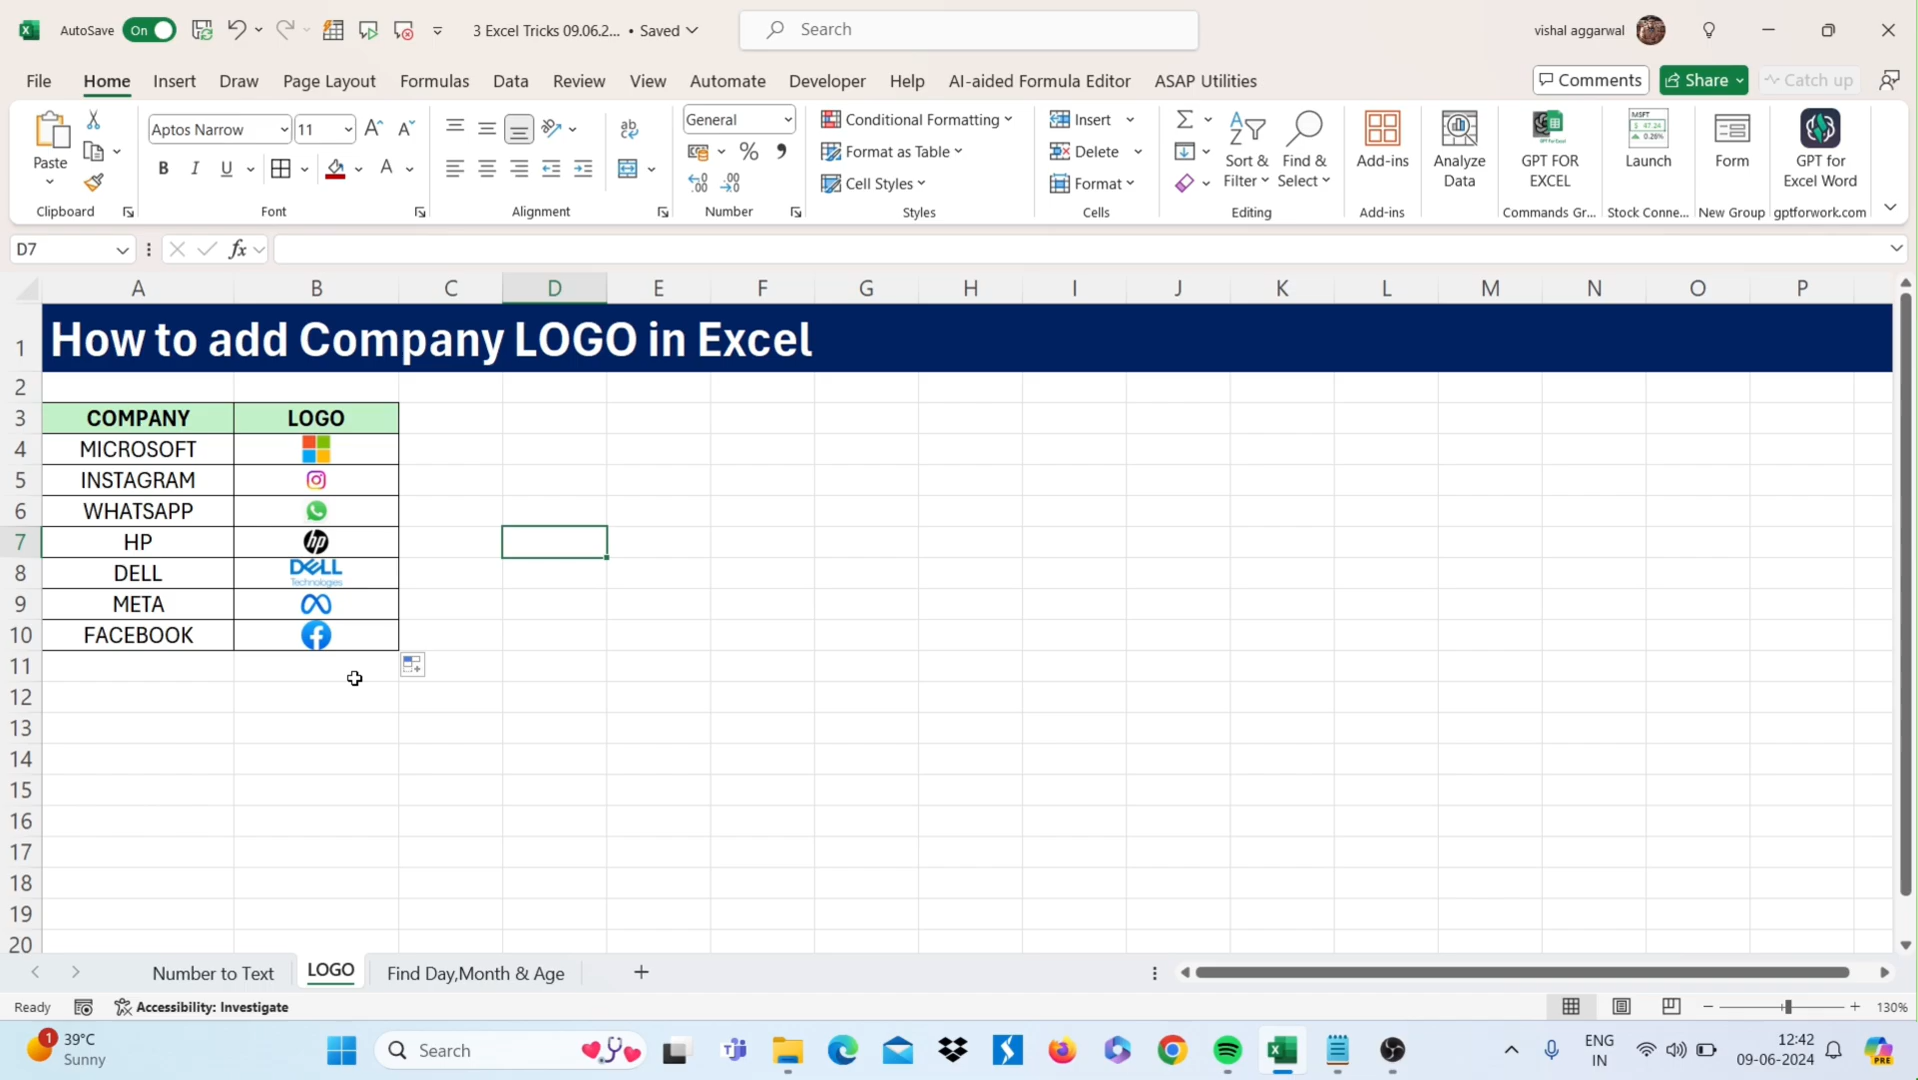 AutoSave On 3 Excel Tricks 09.06.2... • Saved Search vishal aggarwal
File Home Insert Draw Page Layout Formulas Data Review View Automate Developer Help AI-aided Formula Editor ASAP Utilities Comments Share Catch up
Aptos Narrow 11 General Conditional Formatting Insert
Paste Format as Table Delete Sort & Filter Find & Select Add-ins Analyze Data GPT FOR EXCEL Launch Form GPT for Excel Word
Cell Styles Format
Clipboard Font Alignment Number Styles Cells Editing Add-ins Commands Gr... Stock Conne... New Group gptforwork.com
D7 fx
A B C D E F G H I J K L M N O P
1 How to add Company LOGO in Excel
2
3 COMPANY LOGO
4 MICROSOFT
5 INSTAGRAM
6 WHATSAPP
7 HP hp
8 DELL DELL Technologies
9 META
10 FACEBOOK
11
12
13
14
15
16
17
18
19
20
Number to Text LOGO Find Day,Month & Age
Ready Accessibility: Investigate 130%
1 39°C Search ENG 12:42
Sunny IN 09-06-2024 PRE